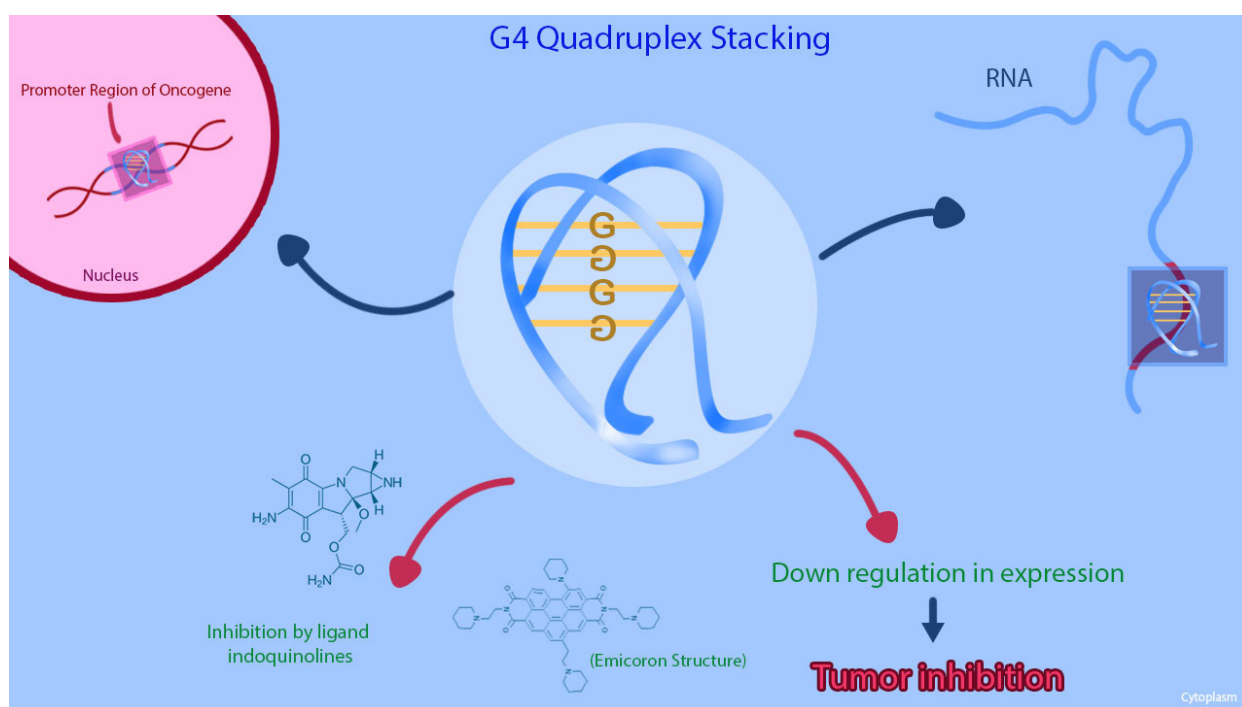 G4 Quadruplex Stacking
Promoter Region of Oncogene
Nucleus
RNA
G
G
G
G
H
N
NH
H
O
O
O
O
O
H₂N
H₂N
Inhibition by ligand
indoquinolines
N
O
O
N
N
N
N
O
O
N
(Emicoron Structure)
Down regulation in expression
Tumor inhibition
Cytoplasm